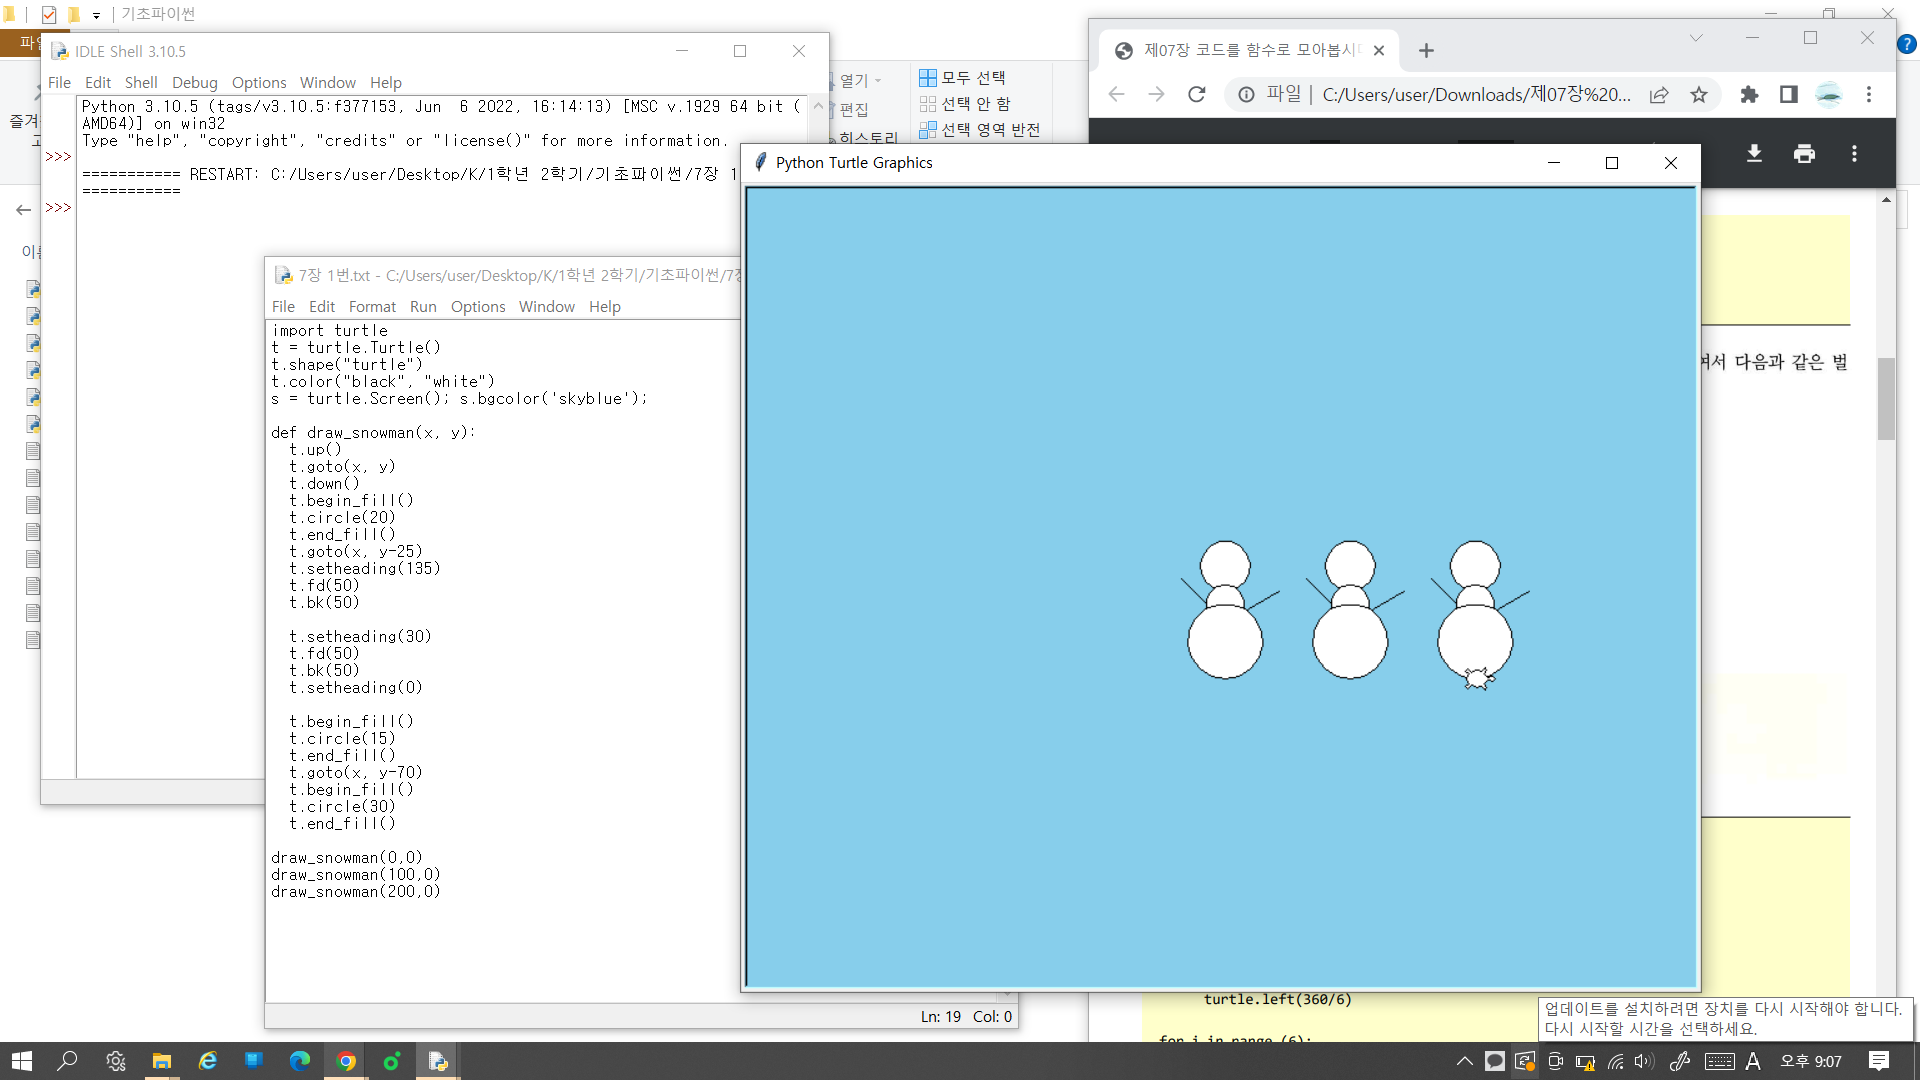 기초파이썬
IDLE Shell 3.10.5
File Edit Shell Debug Options Window Help
Python 3.10.5 (tags/v3.10.5:f377153, Jun  6 2022, 16:14:13) [MSC v.1929 64 bit (
AMD64)] on win32
Type "help", "copyright", "credits" or "license()" for more information.
>>>
=========== RESTART: C:/Users/user/Desktop/K/1학년 2학기/기초파이썬/7장 1
===========
>>>
열기
편집
히스토리
모두 선택
선택 안 함
선택 영역 반전
제07장 코드를 함수로 모아봅시
파일 | C:/Users/user/Downloads/제07장%20...
여서 다음과 같은 벌
turtle.left(360/6)
for i in range (6):
7장 1번.txt - C:/Users/user/Desktop/K/1학년 2학기/기초파이썬/7장
File Edit Format Run Options Window Help
import turtle
t = turtle.Turtle()
t.shape("turtle")
t.color("black", "white")
s = turtle.Screen(); s.bgcolor('skyblue');
def draw_snowman(x, y):
  t.up()
  t.goto(x, y)
  t.down()
  t.begin_fill()
  t.circle(20)
  t.end_fill()
  t.goto(x, y-25)
  t.setheading(135)
  t.fd(50)
  t.bk(50)
  t.setheading(30)
  t.fd(50)
  t.bk(50)
  t.setheading(0)
  t.begin_fill()
  t.circle(15)
  t.end_fill()
  t.goto(x, y-70)
  t.begin_fill()
  t.circle(30)
  t.end_fill()
draw_snowman(0,0)
draw_snowman(100,0)
draw_snowman(200,0)
Ln: 19 Col: 0
Python Turtle Graphics
업데이트를 설치하려면 장치를 다시 시작해야 합니다.
다시 시작할 시간을 선택하세요.
A 오후 9:07